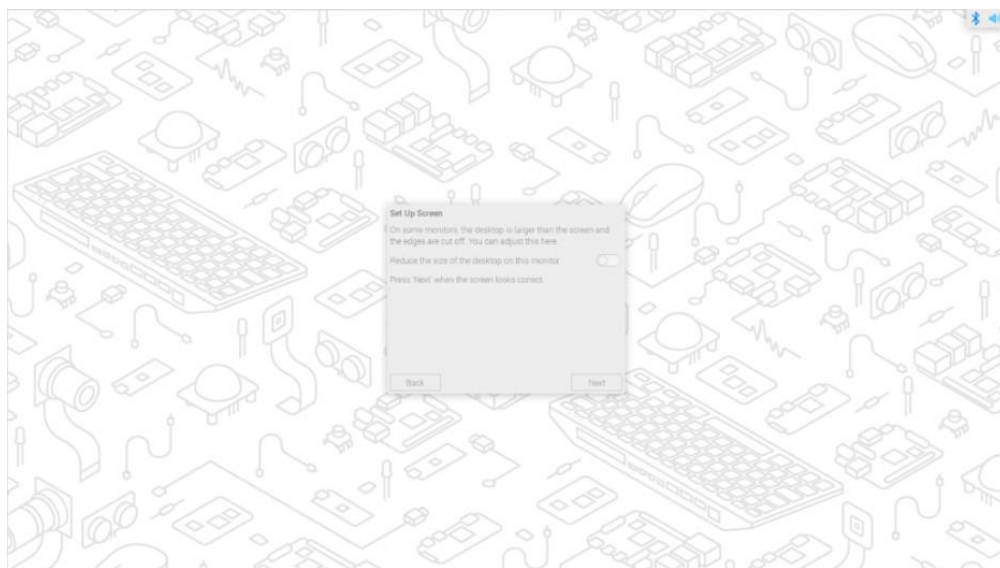 Set Up Screen
On some monitors, the desktop is larger than the screen and
the edges are cut off. You can adjust this here.
Reduce the size of the desktop on this monitor
Press 'Next' when the screen looks correct.
Back
Next